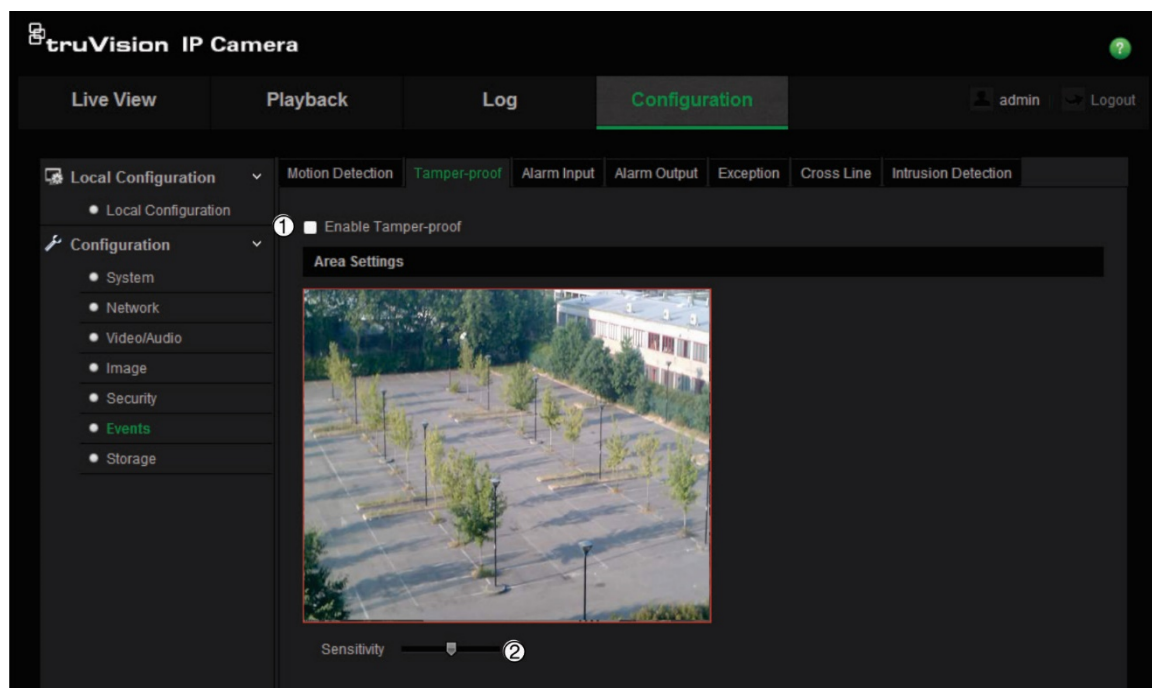 truVision IP Camera
?
Live View Playback Log Configuration admin Logout
Local Configuration
Local Configuration
Configuration
System
Network
Video/Audio
Image
Security
Events
Storage
Motion Detection Tamper-proof Alarm Input Alarm Output Exception Cross Line Intrusion Detection
① Enable Tamper-proof
Area Settings
Sensitivity ②